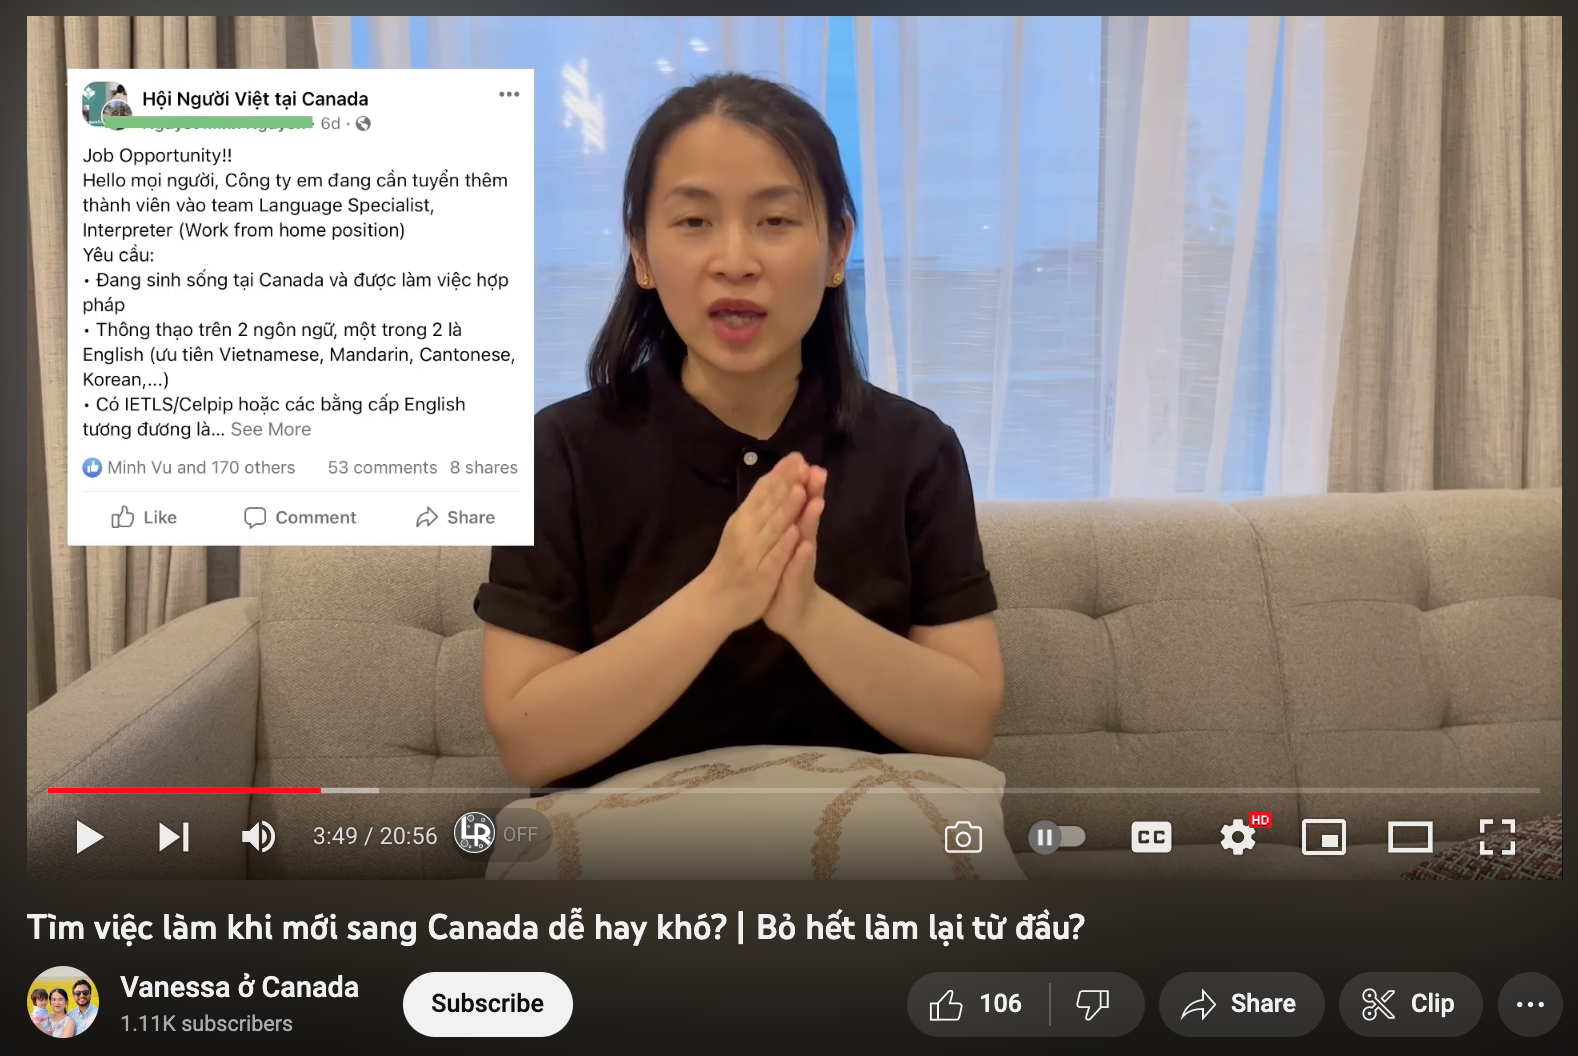 Hội Người Việt tại Canada
6d
Job Opportunity!!
Hello mọi người, Công ty em đang cần tuyển thêm
thành viên vào team Language Specialist,
Interpreter (Work from home position)
Yêu cầu:
• Đang sinh sống tại Canada và được làm việc hợp
pháp
• Thông thạo trên 2 ngôn ngữ, một trong 2 là
English (ưu tiên Vietnamese, Mandarin, Cantonese,
Korean,...)
• Có IETLS/Celpip hoặc các bằng cấp English
tương đương là... See More
Minh Vu and 170 others 53 comments 8 shares
Like Comment Share
3:49 / 20:56 LR OFF CC HD
Tìm việc làm khi mới sang Canada dễ hay khó? | Bỏ hết làm lại từ đầu?
Vanessa ở Canada
1.11K subscribers
Subscribe
106
Share
Clip